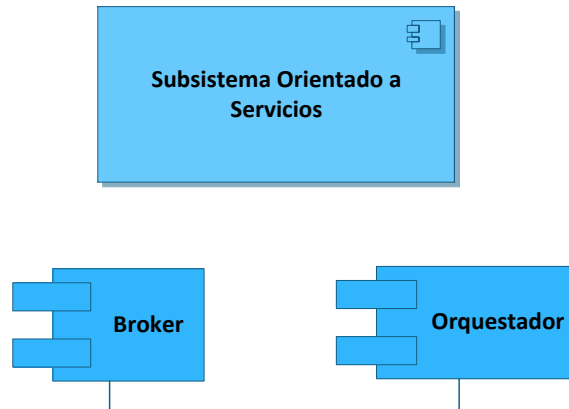 Subsistema Orientado a
Servicios
Broker
Orquestador